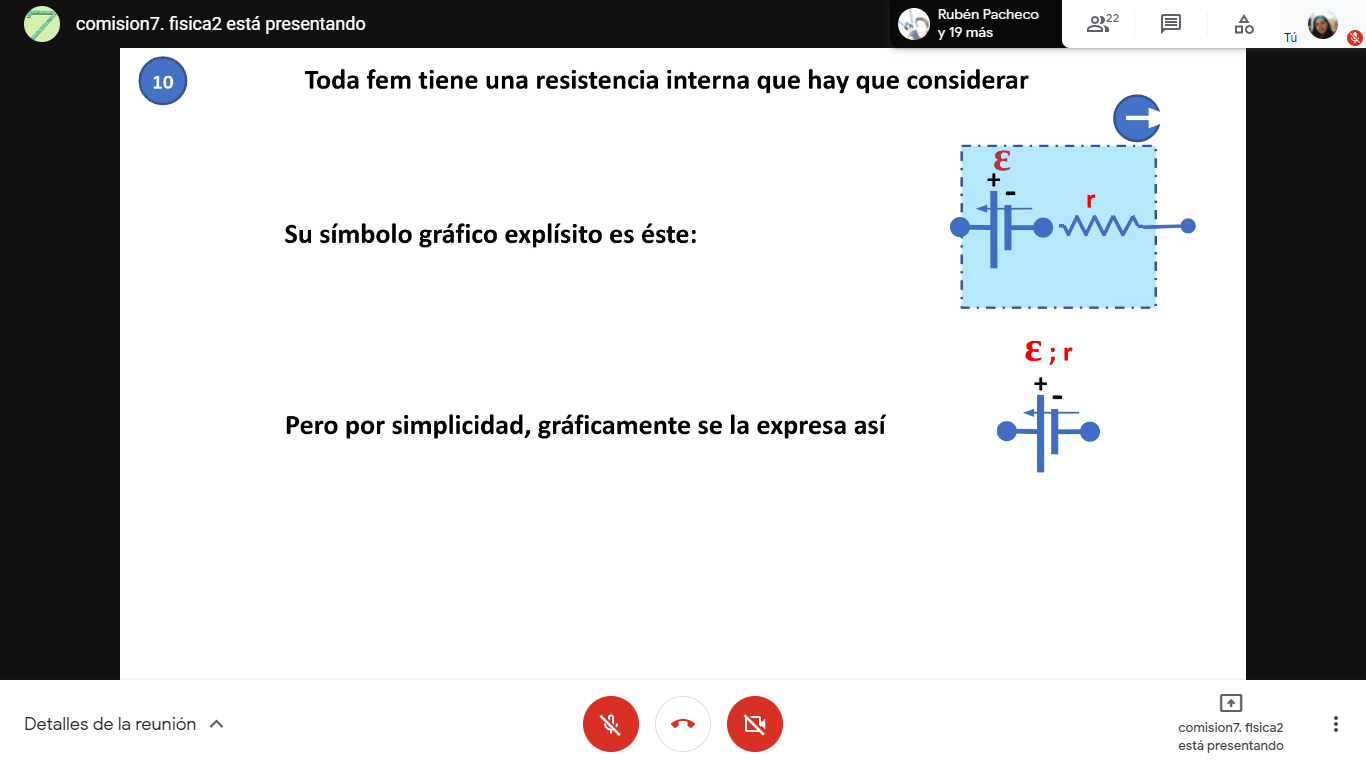 comision7. fisica2 está presentando
Rubén Pacheco
y 19 más
22
Tú
10
Toda fem tiene una resistencia interna que hay que considerar
ε
+ -
r
Su símbolo gráfico explísito es éste:
ε ; r
+ -
Pero por simplicidad, gráficamente se la expresa así
Detalles de la reunión
comision7. fisica2
está presentando